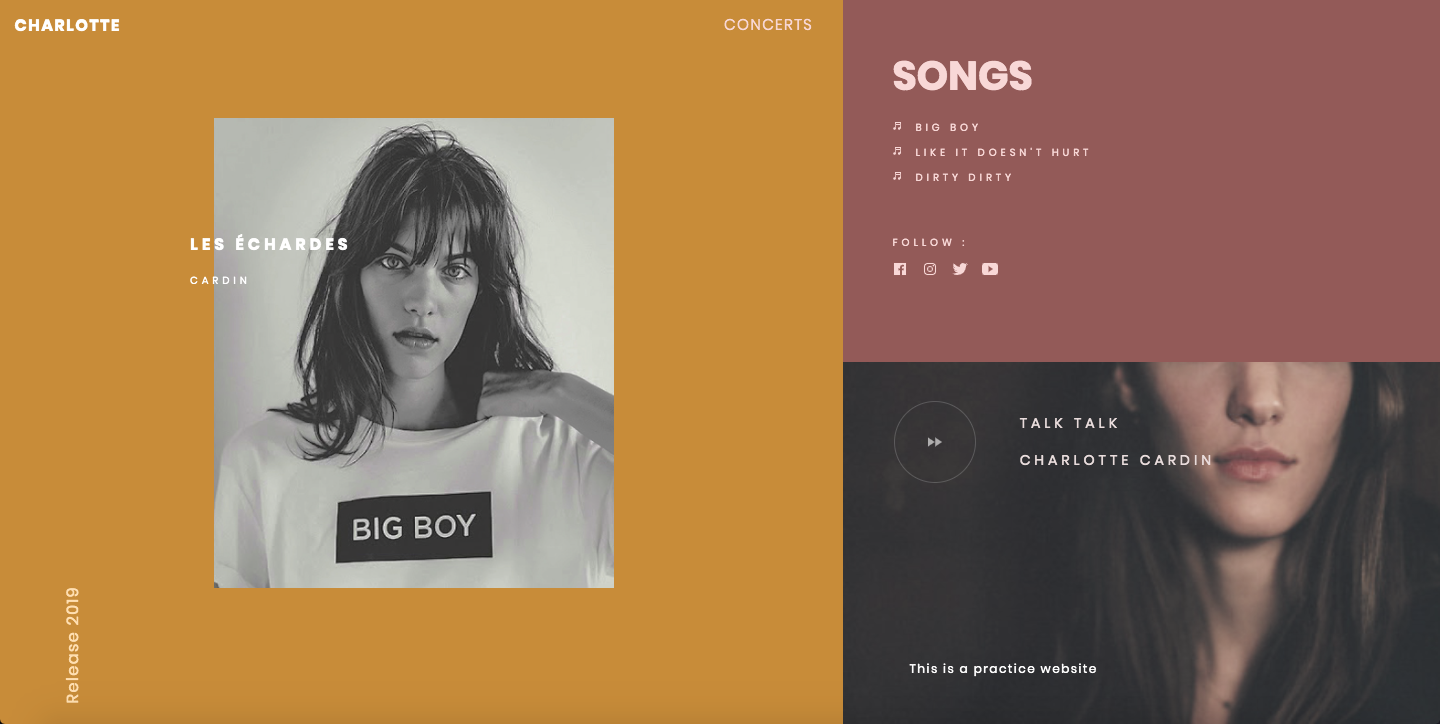 CHARLOTTE
CONCERTS
LES ÉCHARDES
CARDIN
BIG BOY
Release 2019
SONGS
BIG BOY
LIKE IT DOESN'T HURT
DIRTY DIRTY
FOLLOW :
TALK TALK
CHARLOTTE CARDIN
This is a practice website